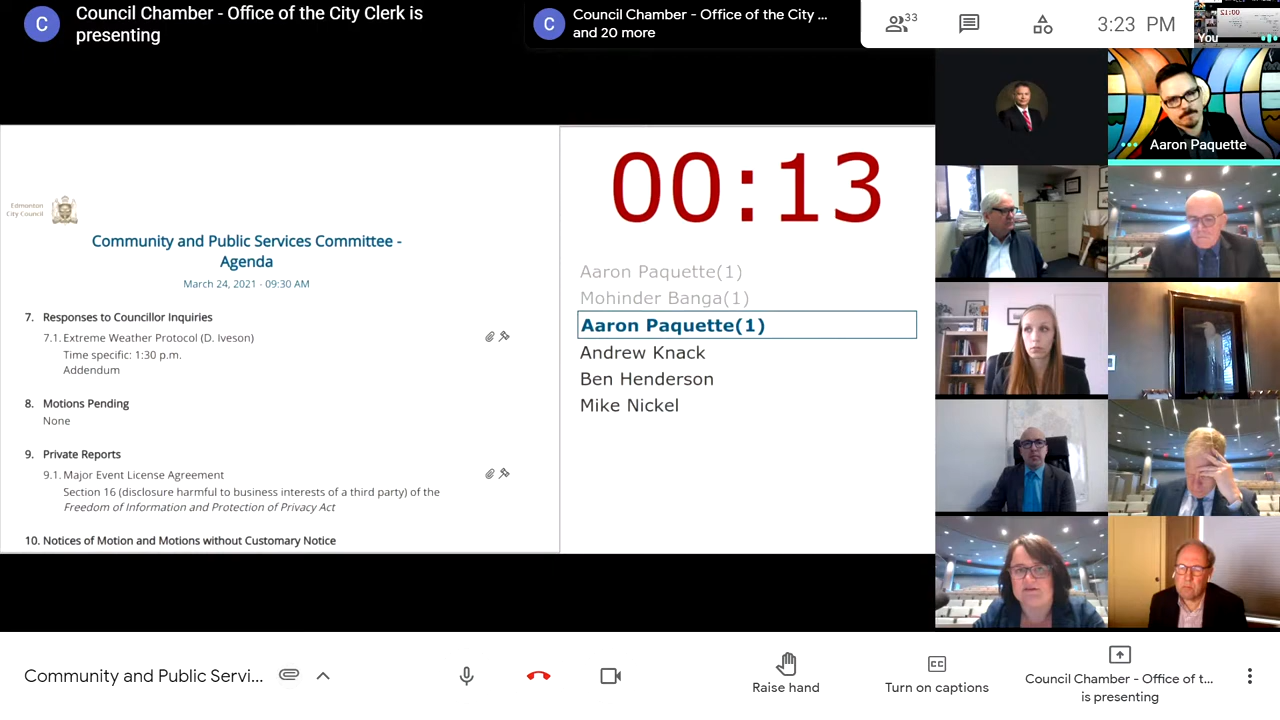 Council Chamber - Office of the City Clerk is
presenting
C
C
Council Chamber - Office of the City ...
and 20 more
33
3:23 PM
You
Aaron Paquette
Edmonton
City Council
Community and Public Services Committee -
Agenda
March 24, 2021 - 09:30 AM
7. Responses to Councillor Inquiries
7.1. Extreme Weather Protocol (D. Iveson)
Time specific: 1:30 p.m.
Addendum
8. Motions Pending
None
9. Private Reports
9.1. Major Event License Agreement
Section 16 (disclosure harmful to business interests of a third party) of the
Freedom of Information and Protection of Privacy Act
10. Notices of Motion and Motions without Customary Notice
00:13
Aaron Paquette(1)
Mohinder Banga(1)
Aaron Paquette(1)
Andrew Knack
Ben Henderson
Mike Nickel
Community and Public Servi...
Raise hand
CC
Turn on captions
Council Chamber - Office of t...
is presenting